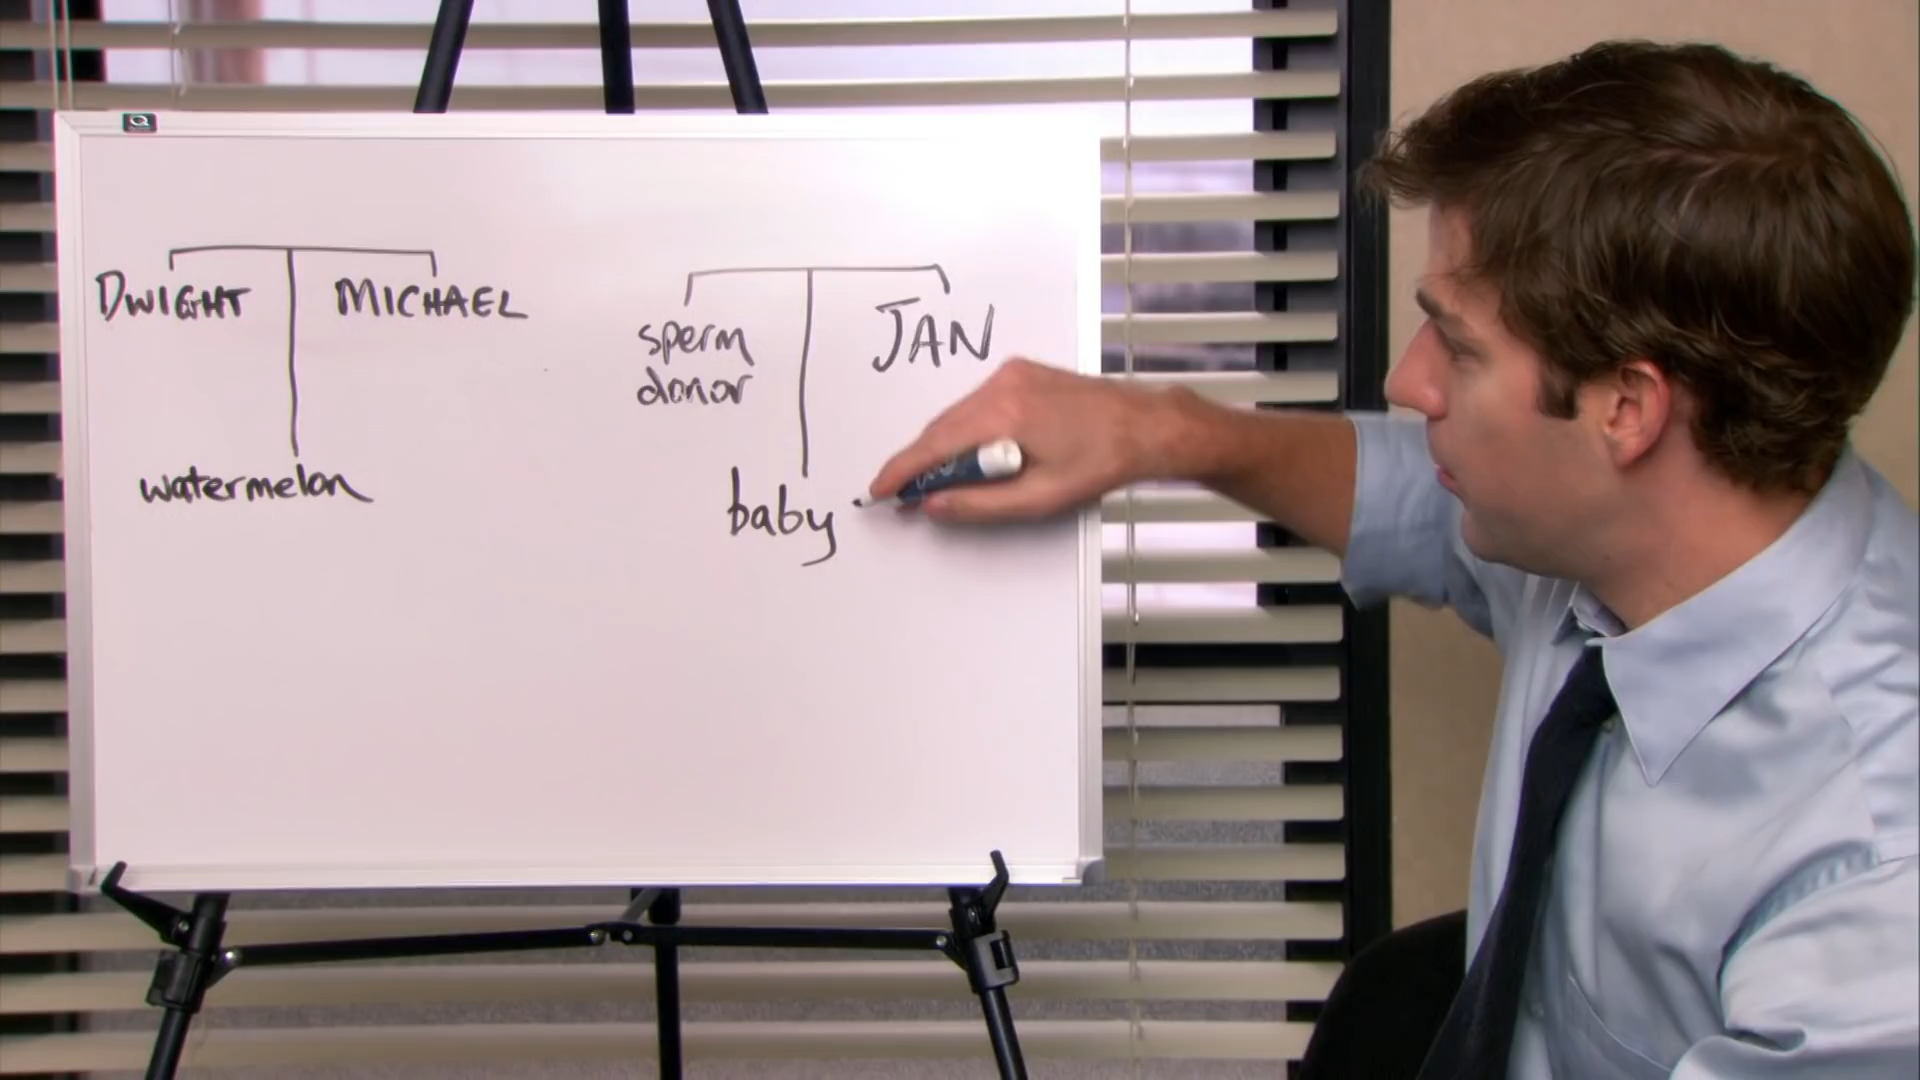 DWIGHT MICHAEL
watermelon
sperm JAN
donor
baby